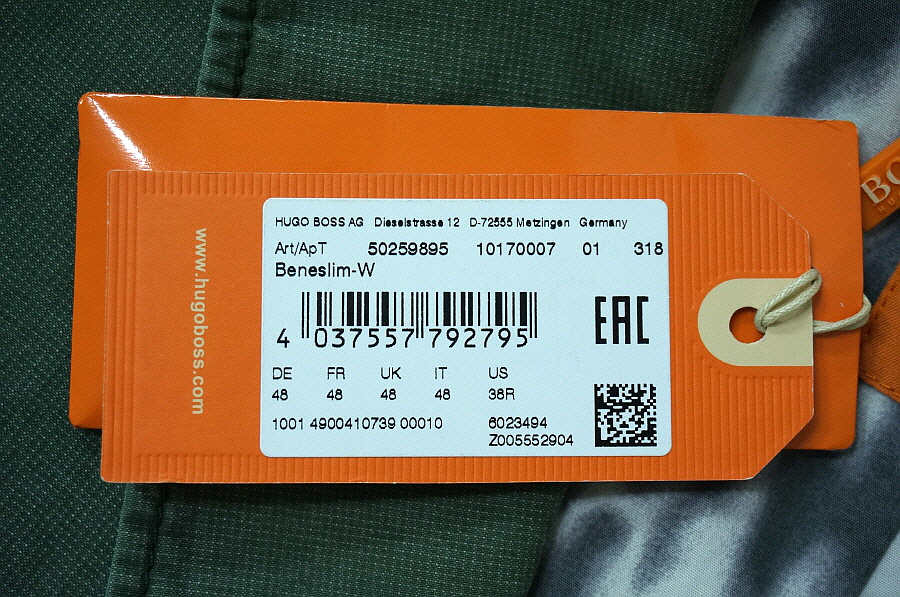 HUGO BOSS AG Dieselstrasse 12 D-72555 Metzingen Germany
Art/ApT 50259895 10170007 01 318
Beneslim-W
4 037557 792795
EAC
DE FR UK IT US
48 48 48 48 38R
1001 4900410739 00010 6023494
Z005552904
www.hugoboss.com